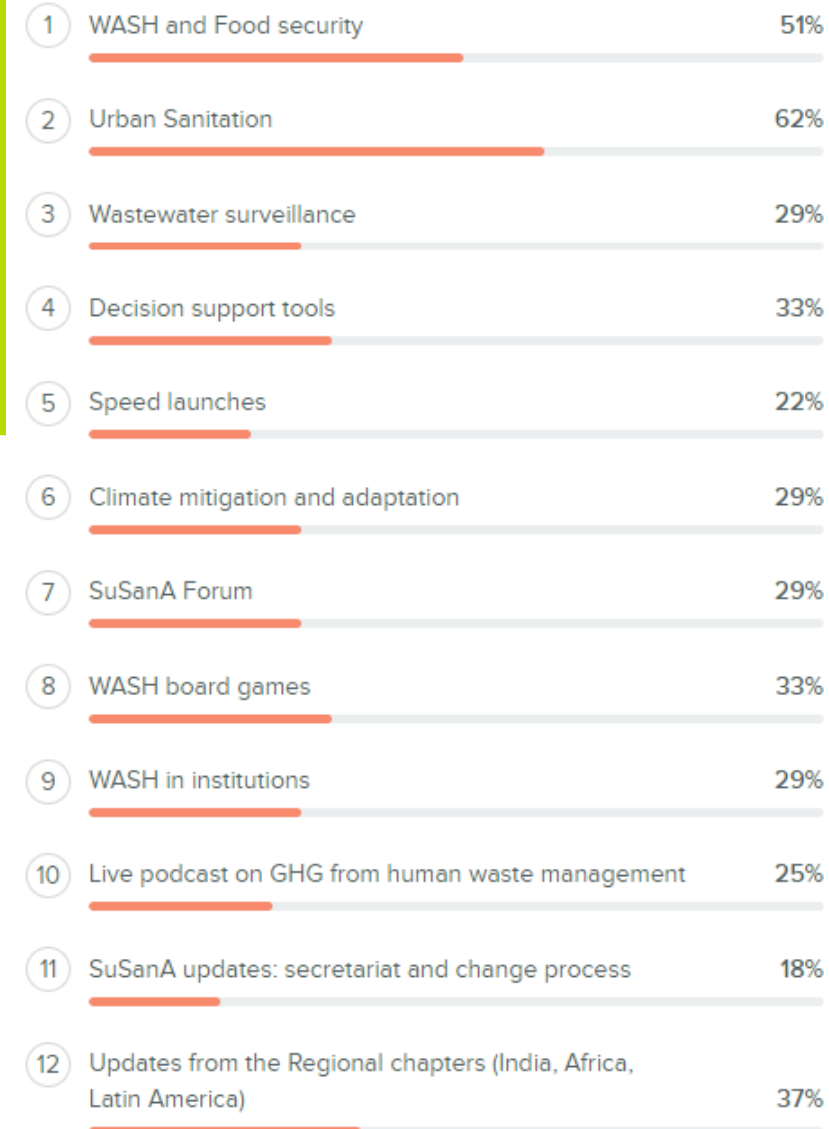 1 WASH and Food security 51%
2 Urban Sanitation 62%
3 Wastewater surveillance 29%
4 Decision support tools 33%
5 Speed launches 22%
6 Climate mitigation and adaptation 29%
7 SuSanA Forum 29%
8 WASH board games 33%
9 WASH in institutions 29%
10 Live podcast on GHG from human waste management 25%
11 SuSanA updates: secretariat and change process 18%
12 Updates from the Regional chapters (India, Africa,
Latin America) 37%